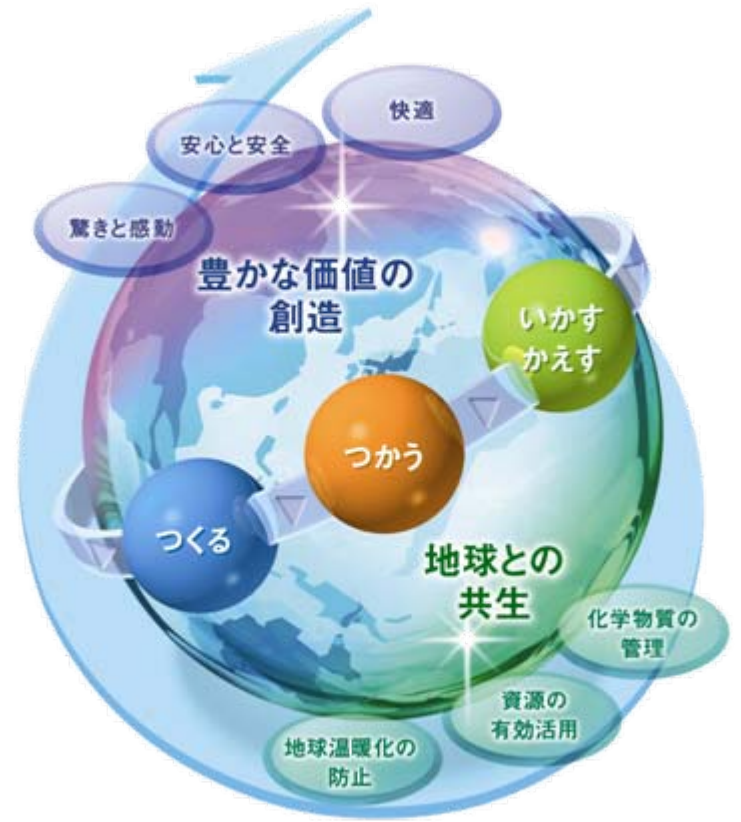 快適
安心と安全
驚きと感動
豊かな価値の
創造
いかす
かえす
つかう
つくる
地球との
共生
化学物質の
管理
資源の
有効活用
地球温暖化の
防止